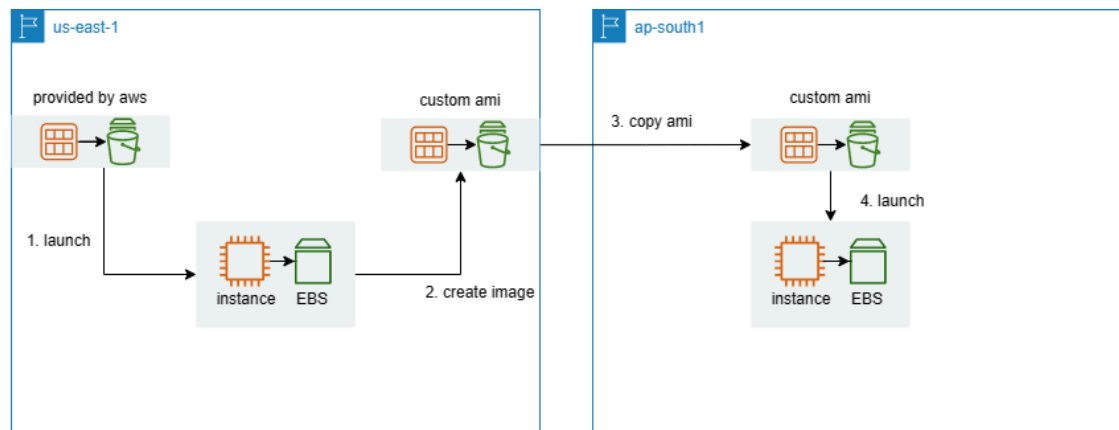 us-east-1
ap-south1
provided by aws
custom ami
3. copy ami
custom ami
1. launch
4. launch
instance
EBS
2. create image
instance
EBS